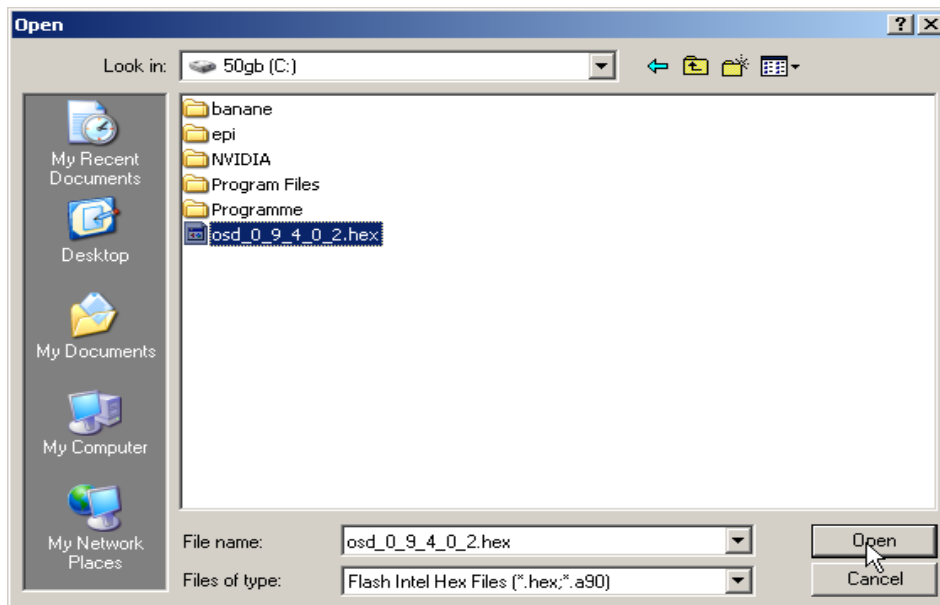 Open
Look in:
50gb (C:)
My Recent
Documents
Desktop
My Documents
My Computer
My Network
Places
banane
epi
NVIDIA
Program Files
Programme
osd_0_9_4_0_2.hex
File name:
osd_0_9_4_0_2.hex
Open
Files of type:
Flash Intel Hex Files (*.hex;*.a90)
Cancel